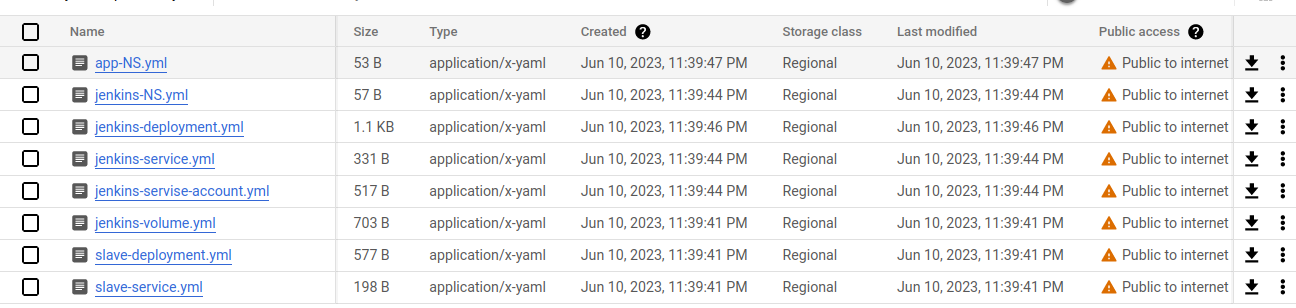 Name Size Type Created Storage class Last modified Public access
app-NS.yml 53 B application/x-yaml Jun 10, 2023, 11:39:47 PM Regional Jun 10, 2023, 11:39:47 PM Public to internet
jenkins-NS.yml 57 B application/x-yaml Jun 10, 2023, 11:39:44 PM Regional Jun 10, 2023, 11:39:44 PM Public to internet
jenkins-deployment.yml 1.1 KB application/x-yaml Jun 10, 2023, 11:39:46 PM Regional Jun 10, 2023, 11:39:46 PM Public to internet
jenkins-service.yml 331 B application/x-yaml Jun 10, 2023, 11:39:44 PM Regional Jun 10, 2023, 11:39:44 PM Public to internet
jenkins-servise-account.yml 517 B application/x-yaml Jun 10, 2023, 11:39:44 PM Regional Jun 10, 2023, 11:39:44 PM Public to internet
jenkins-volume.yml 703 B application/x-yaml Jun 10, 2023, 11:39:41 PM Regional Jun 10, 2023, 11:39:41 PM Public to internet
slave-deployment.yml 577 B application/x-yaml Jun 10, 2023, 11:39:41 PM Regional Jun 10, 2023, 11:39:41 PM Public to internet
slave-service.yml 198 B application/x-yaml Jun 10, 2023, 11:39:41 PM Regional Jun 10, 2023, 11:39:41 PM Public to internet